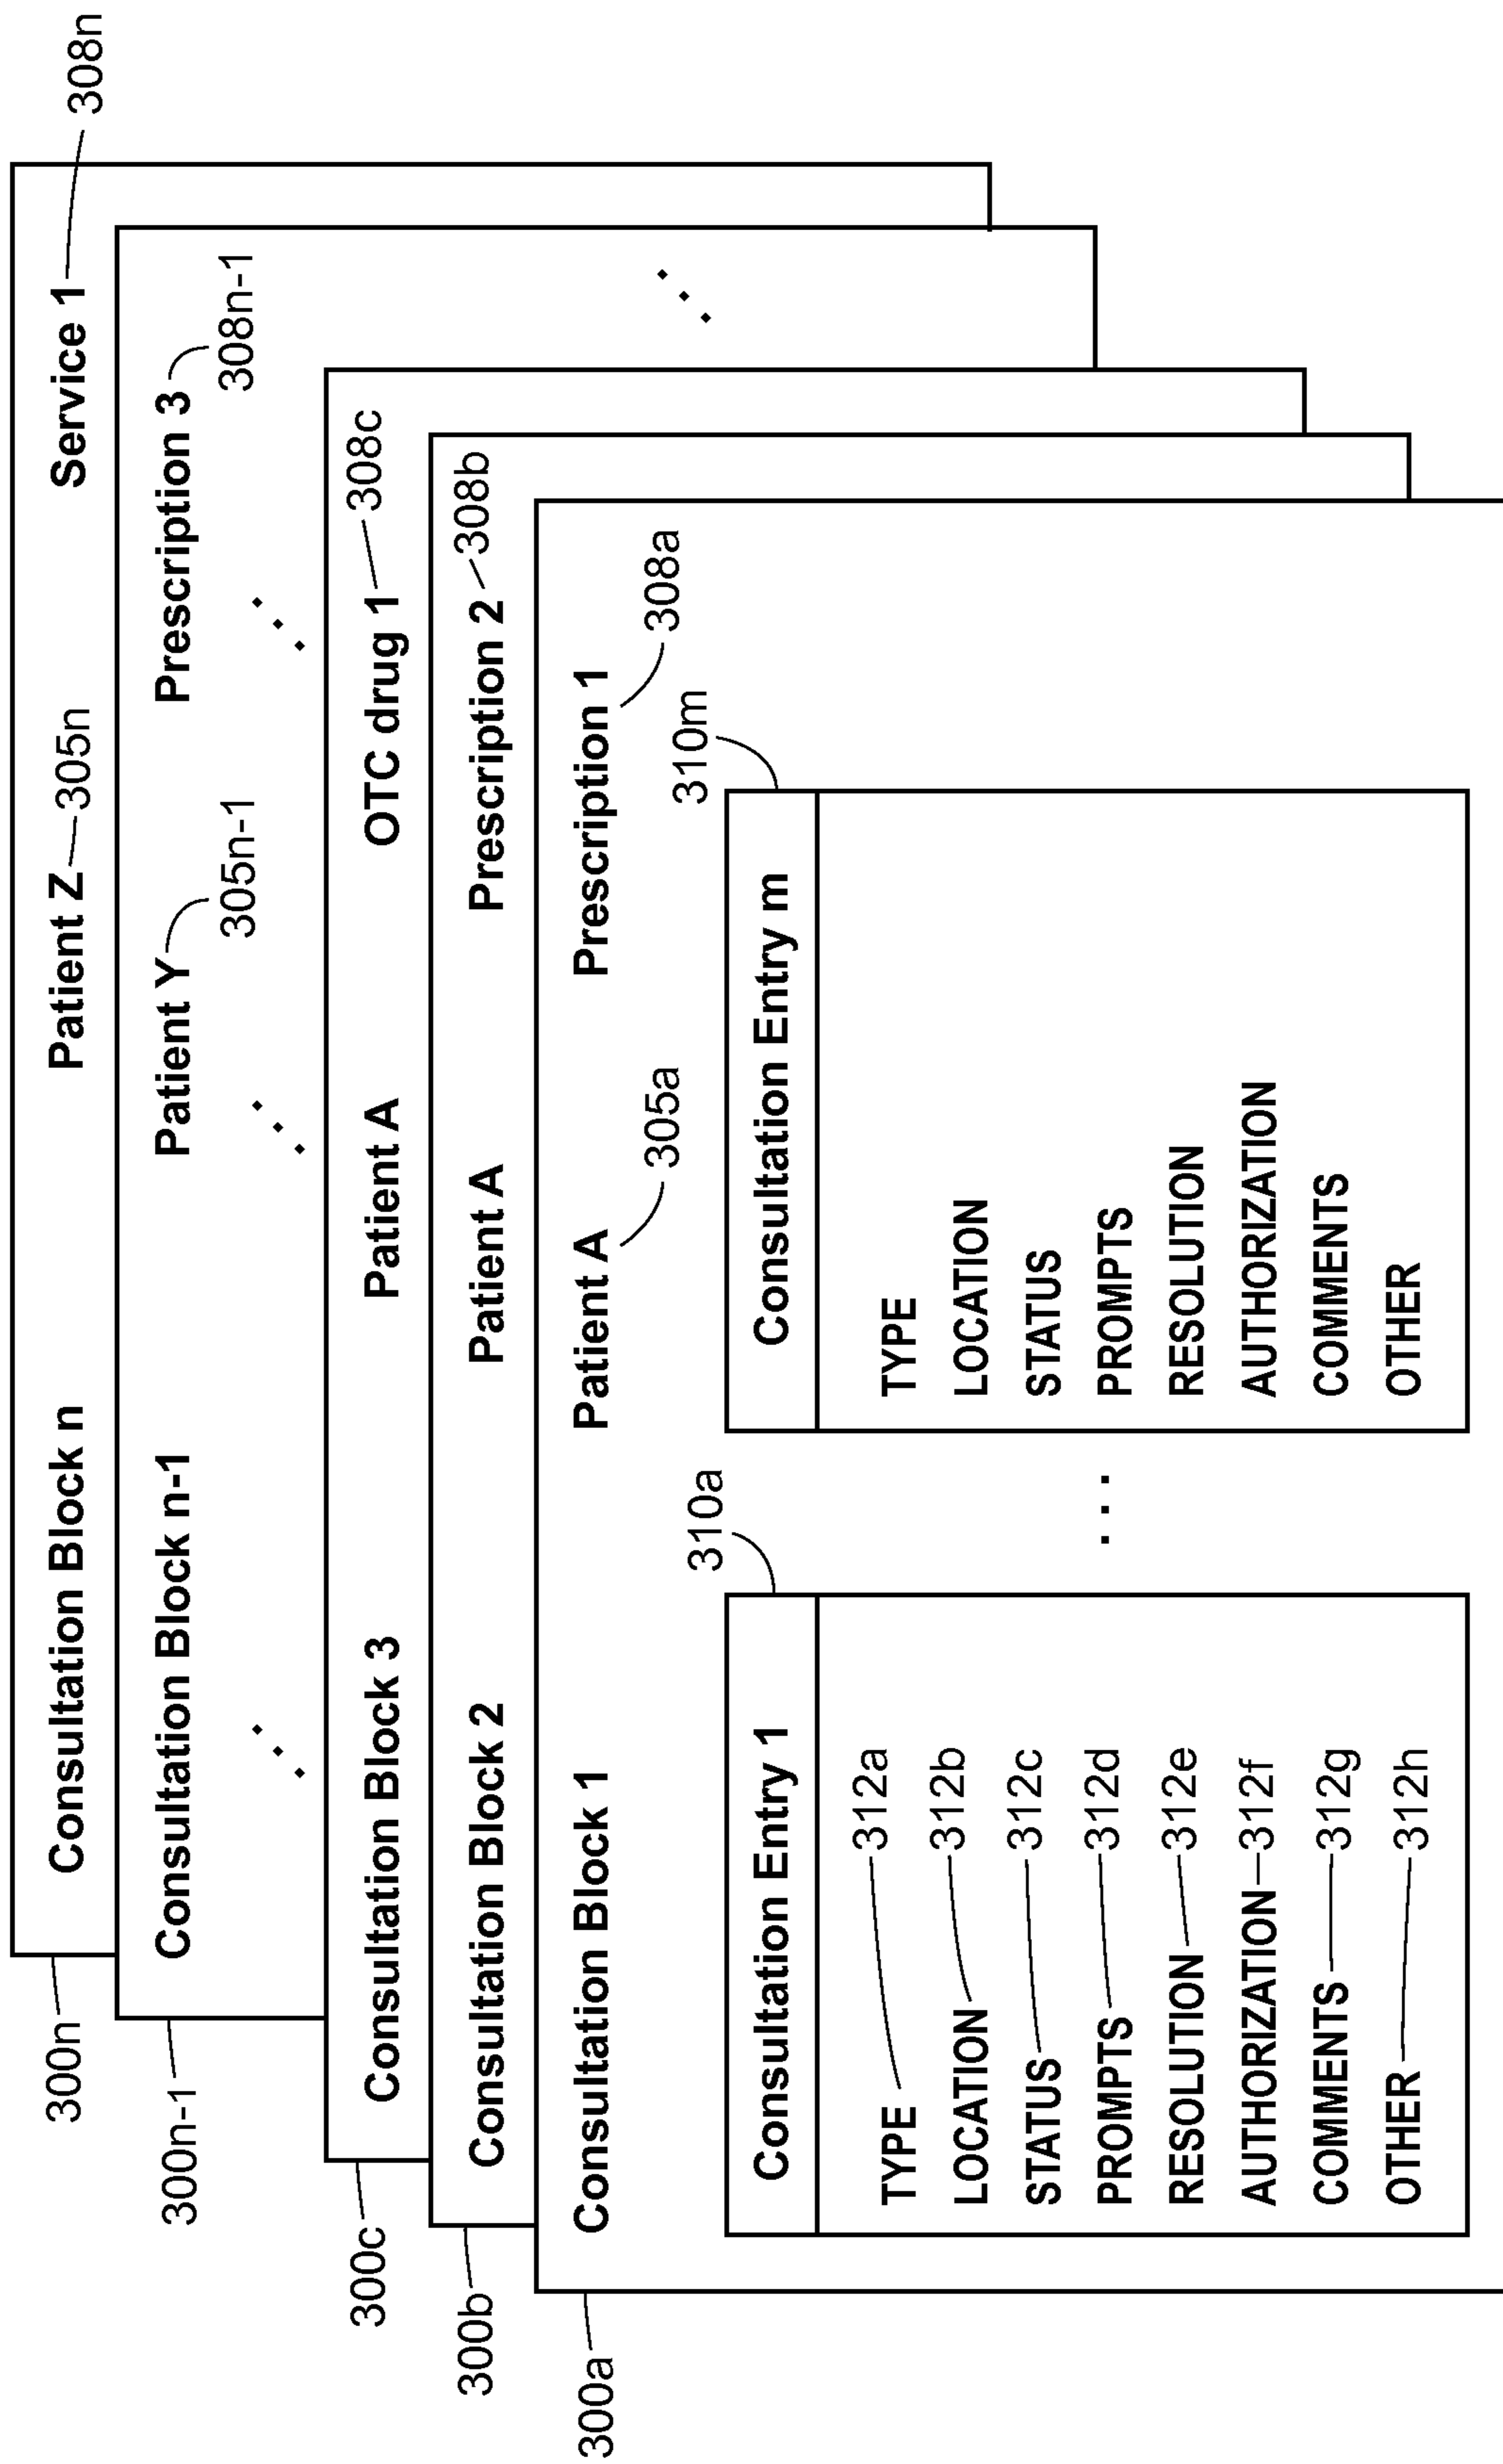 Consultation Block n Patient Z 305n Service 1 308n
300n
Consultation Block n-1 Patient Y Prescription 3
305n-1 308n-1
300n-1
Consultation Block 3 Patient A OTC drug 1 308c
300c
Consultation Block 2 Patient A Prescription 2 308b
300b
Consultation Block 1 Patient A Prescription 1
300a
305a 308a
310a 310m
Consultation Entry 1
TYPE 312a
LOCATION 312b
STATUS 312c
PROMPTS 312d
RESOLUTION 312e
AUTHORIZATION 312f
COMMENTS 312g
OTHER 312h
. . .
Consultation Entry m
TYPE
LOCATION
STATUS
PROMPTS
RESOLUTION
AUTHORIZATION
COMMENTS
OTHER